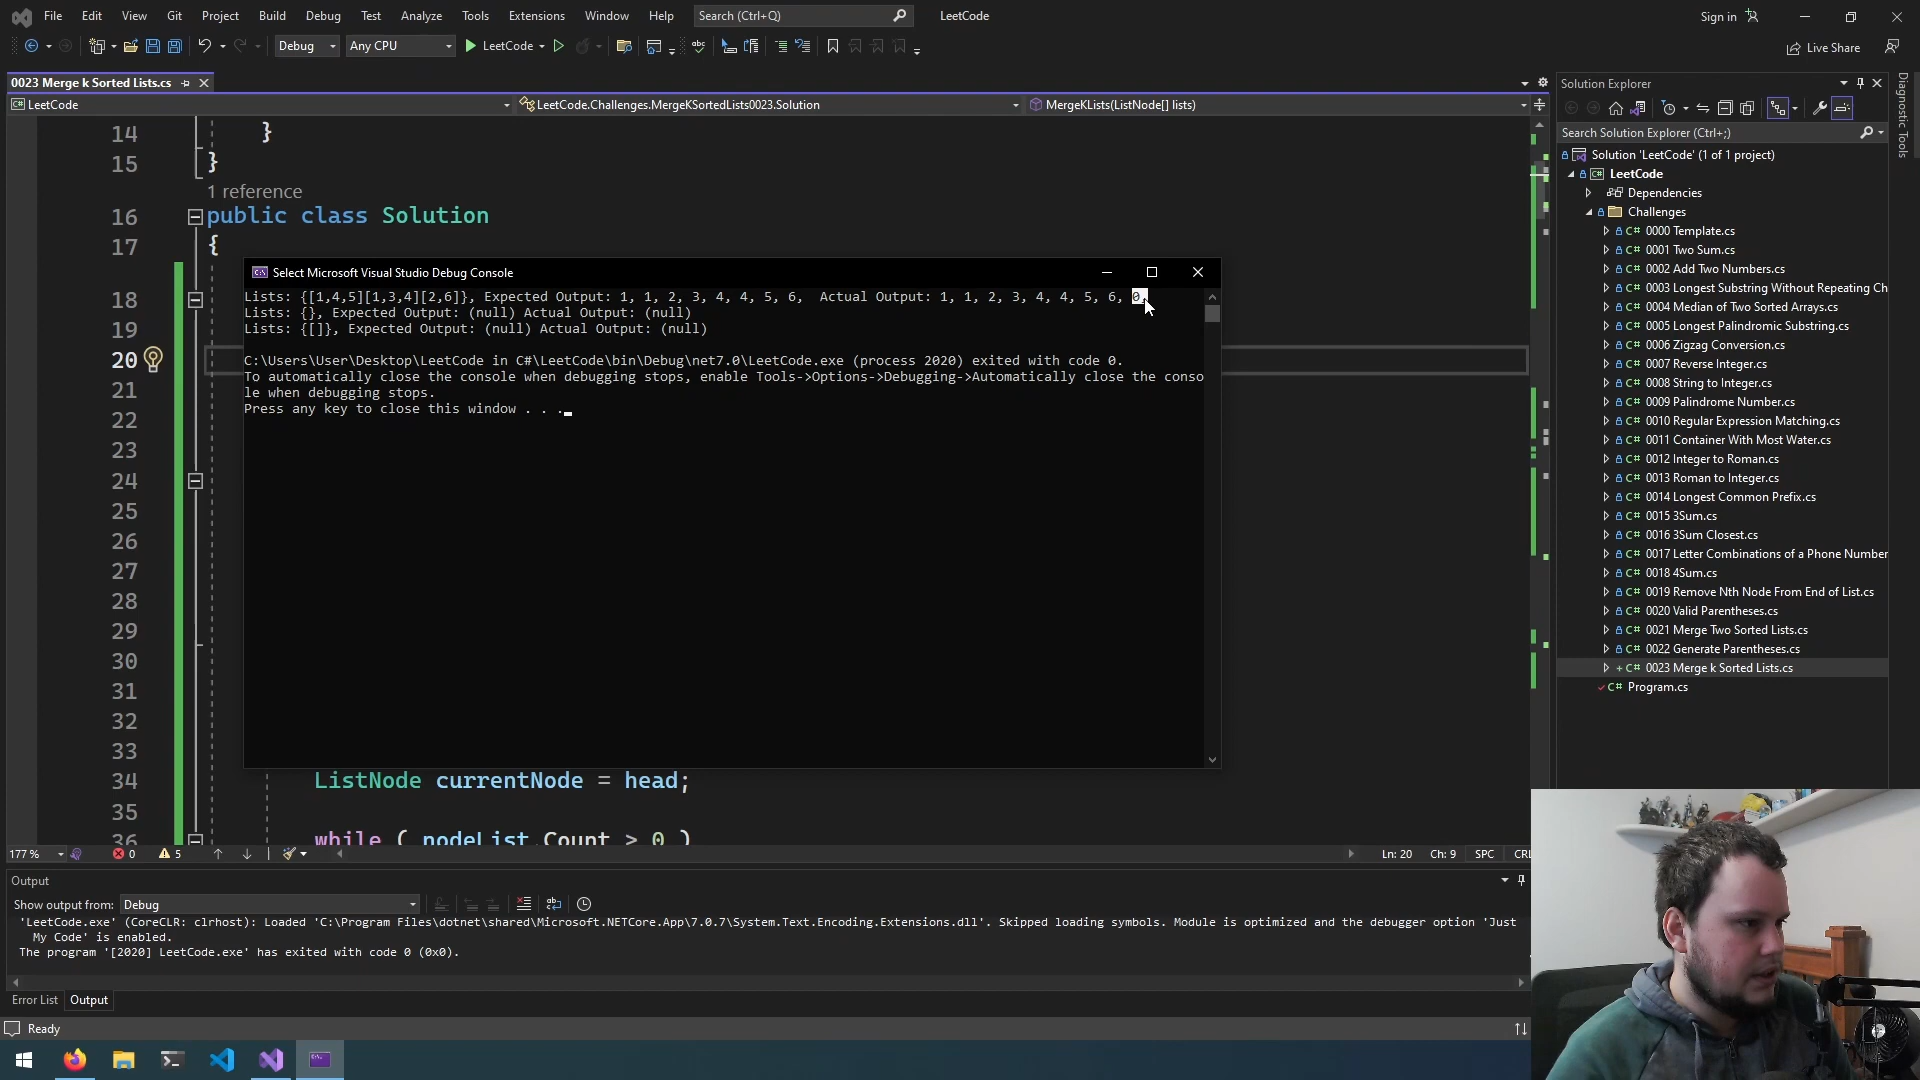 File Edit View Git Project Build Debug Test Analyze Tools Extensions Window Help Search (Ctrl+Q) LeetCode Sign in
Debug Any CPU LeetCode Live Share
0023 Merge k Sorted Lists.cs
LeetCode LeetCode.Challenges.MergeKSortedLists0023.Solution MergeKLists(ListNode[] lists)
14 }
15 }
1 reference
16 public class Solution
17 {
18
19
20
21
22
23
24
25
26
27
28
29
30
31
32
33
34 ListNode currentNode = head;
35
36 while ( nodeList.Count > 0 )
Select Microsoft Visual Studio Debug Console
Lists: {[1,4,5][1,3,4][2,6]}, Expected Output: 1, 1, 2, 3, 4, 4, 5, 6,  Actual Output: 1, 1, 2, 3, 4, 4, 5, 6, 0,
Lists: {}, Expected Output: (null) Actual Output: (null)
Lists: {[]}, Expected Output: (null) Actual Output: (null)
C:\Users\User\Desktop\LeetCode in C#\LeetCode\bin\Debug\net7.0\LeetCode.exe (process 2020) exited with code 0.
To automatically close the console when debugging stops, enable Tools->Options->Debugging->Automatically close the conso
le when debugging stops.
Press any key to close this window . . .
177 % 0 5 Ln: 20 Ch: 9 SPC CRL
Output
Show output from: Debug
'LeetCode.exe' (CoreCLR: clrhost): Loaded 'C:\Program Files\dotnet\shared\Microsoft.NETCore.App\7.0.7\System.Text.Encoding.Extensions.dll'. Skipped loading symbols. Module is optimized and the debugger option 'Just
My Code' is enabled.
The program '[2020] LeetCode.exe' has exited with code 0 (0x0).
Error List Output
Ready
Solution Explorer
Search Solution Explorer (Ctrl+;)
Solution 'LeetCode' (1 of 1 project)
LeetCode
Dependencies
Challenges
C# 0000 Template.cs
C# 0001 Two Sum.cs
C# 0002 Add Two Numbers.cs
C# 0003 Longest Substring Without Repeating Ch
C# 0004 Median of Two Sorted Arrays.cs
C# 0005 Longest Palindromic Substring.cs
C# 0006 Zigzag Conversion.cs
C# 0007 Reverse Integer.cs
C# 0008 String to Integer.cs
C# 0009 Palindrome Number.cs
C# 0010 Regular Expression Matching.cs
C# 0011 Container With Most Water.cs
C# 0012 Integer to Roman.cs
C# 0013 Roman to Integer.cs
C# 0014 Longest Common Prefix.cs
C# 0015 3Sum.cs
C# 0016 3Sum Closest.cs
C# 0017 Letter Combinations of a Phone Number
C# 0018 4Sum.cs
C# 0019 Remove Nth Node From End of List.cs
C# 0020 Valid Parentheses.cs
C# 0021 Merge Two Sorted Lists.cs
C# 0022 Generate Parentheses.cs
C# 0023 Merge k Sorted Lists.cs
C# Program.cs
Diagnostic Tools